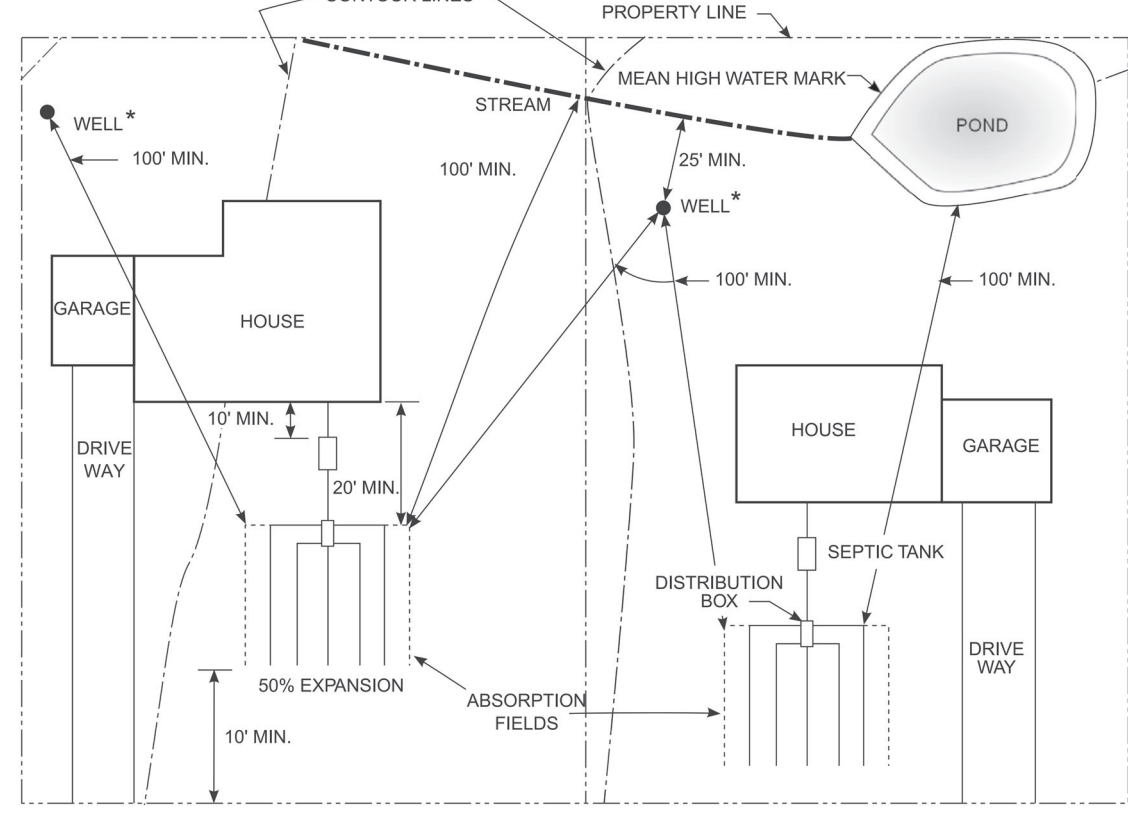 CONTOUR LINES
PROPERTY LINE
MEAN HIGH WATER MARK
STREAM
POND
WELL*
100' MIN.
100' MIN.
25' MIN.
WELL*
100' MIN.
100' MIN.
GARAGE
HOUSE
10' MIN.
DRIVE
WAY
20' MIN.
HOUSE
GARAGE
SEPTIC TANK
DISTRIBUTION
BOX
DRIVE
WAY
50% EXPANSION
ABSORPTION
FIELDS
10' MIN.